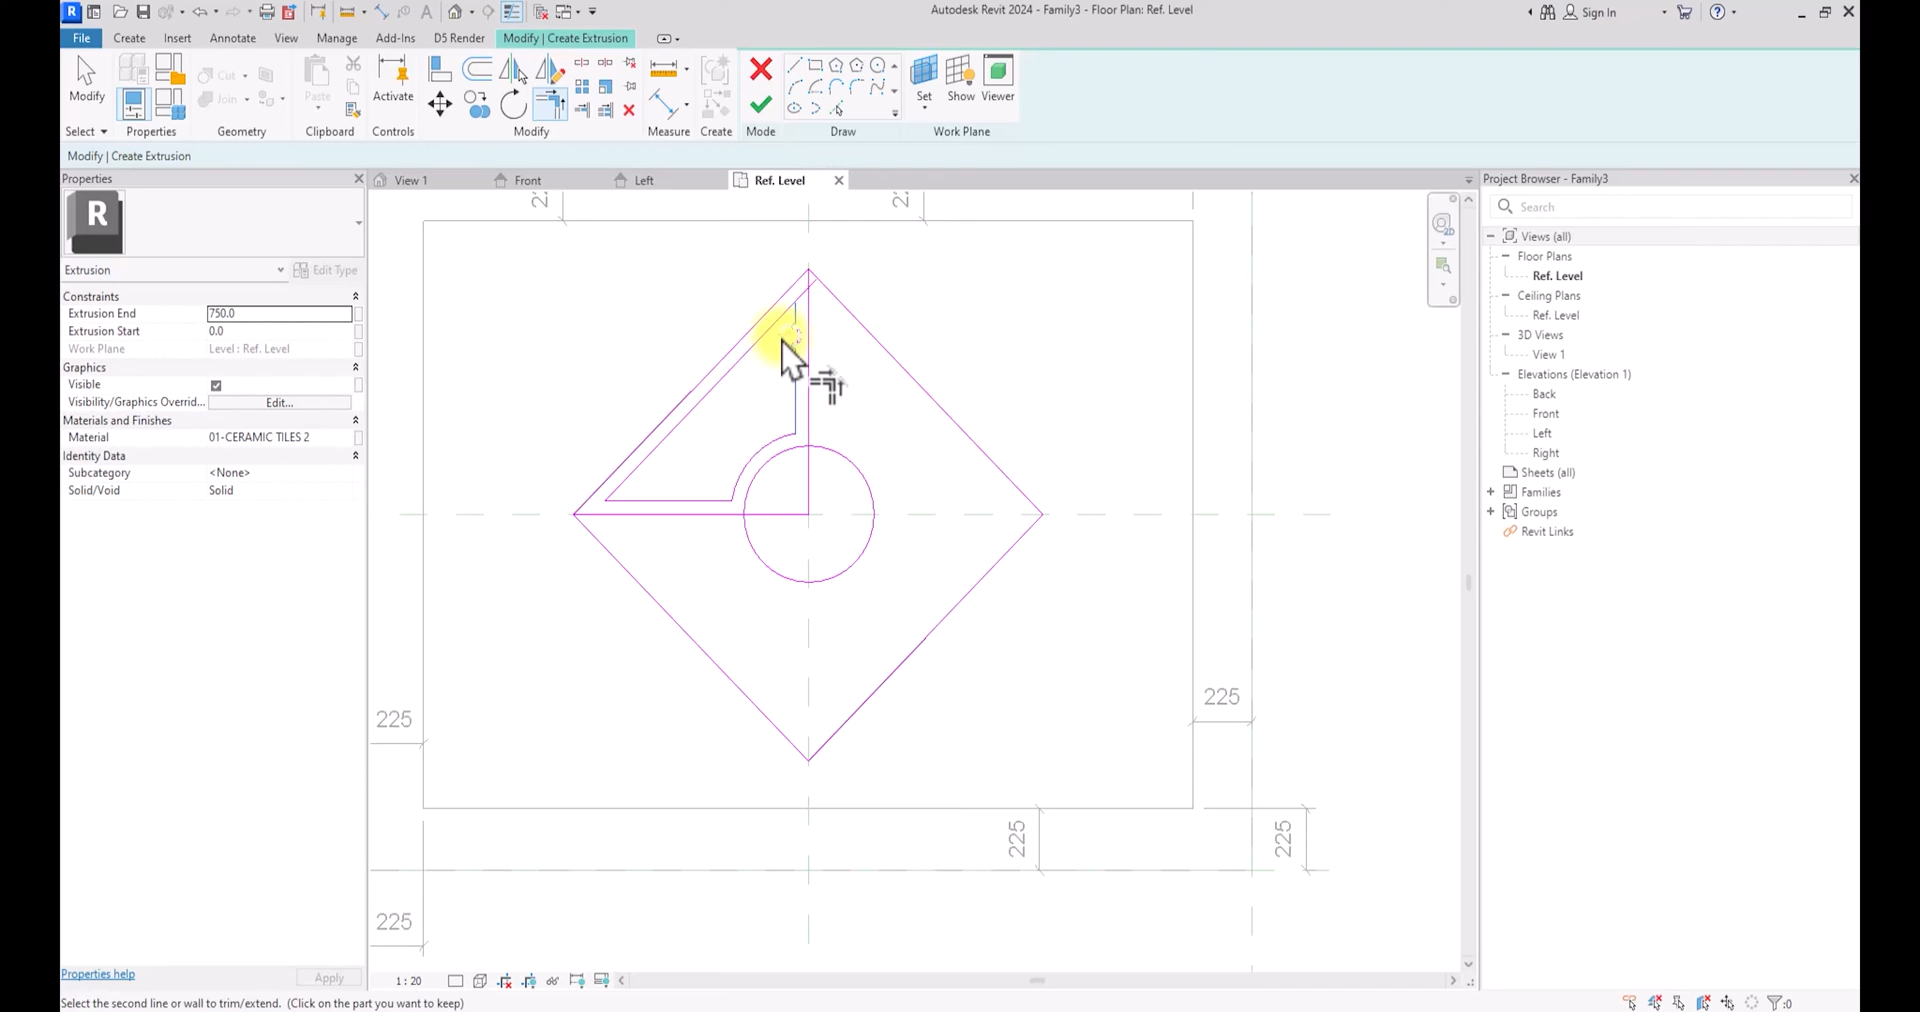 Autodesk Revit 2024 - Family3 - Floor Plan: Ref. Level
Sign In
File
Create
Insert
Annotate
View
Manage
Add-Ins
D5 Render
Modify | Create Extrusion
Modify
Cut
Join
Paste
Activate
Set
Show
Viewer
Select
Properties
Geometry
Clipboard
Controls
Modify
Measure
Create
Mode
Draw
Work Plane
Modify | Create Extrusion
Properties
View 1
Front
Left
Ref. Level
Project Browser - Family3
R
Search
Extrusion
Edit Type
Constraints
Extrusion End 750.0
Extrusion Start 0.0
Work Plane Level : Ref. Level
Graphics
Visible
Visibility/Graphics Overrid... Edit...
Materials and Finishes
Material 01-CERAMIC TILES 2
Identity Data
Subcategory <None>
Solid/Void Solid
Views (all)
Floor Plans
Ref. Level
Ceiling Plans
Ref. Level
3D Views
View 1
Elevations (Elevation 1)
Back
Front
Left
Right
Sheets (all)
Families
Groups
Revit Links
2D
225
225
225
225
225
Properties help
Apply
1 : 20
Select the second line or wall to trim/extend. (Click on the part you want to keep)
:0